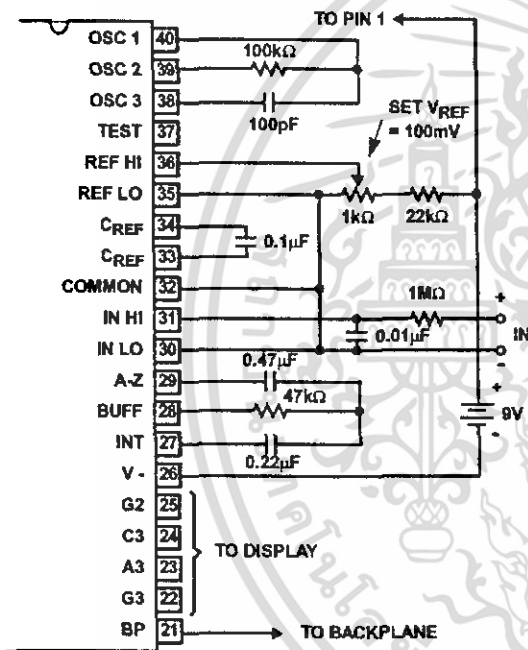 TO PIN 1
OSC 1 40
100kΩ
OSC 2 39
OSC 3 38
100pF
TEST 37
SET VREF
= 100mV
REF HI 36
REF LO 35
1kΩ 22kΩ
CREF 34
0.1µF
CREF 33
COMMON 32
1MΩ
+
IN HI 31
0.01µF
IN
IN LO 30
-
0.47µF
A-Z 29
+
47kΩ
BUFF 28
9V
-
INT 27
0.22µF
V - 26
G2 25
C3 24
TO DISPLAY
A3 23
G3 22
BP 21
TO BACKPLANE